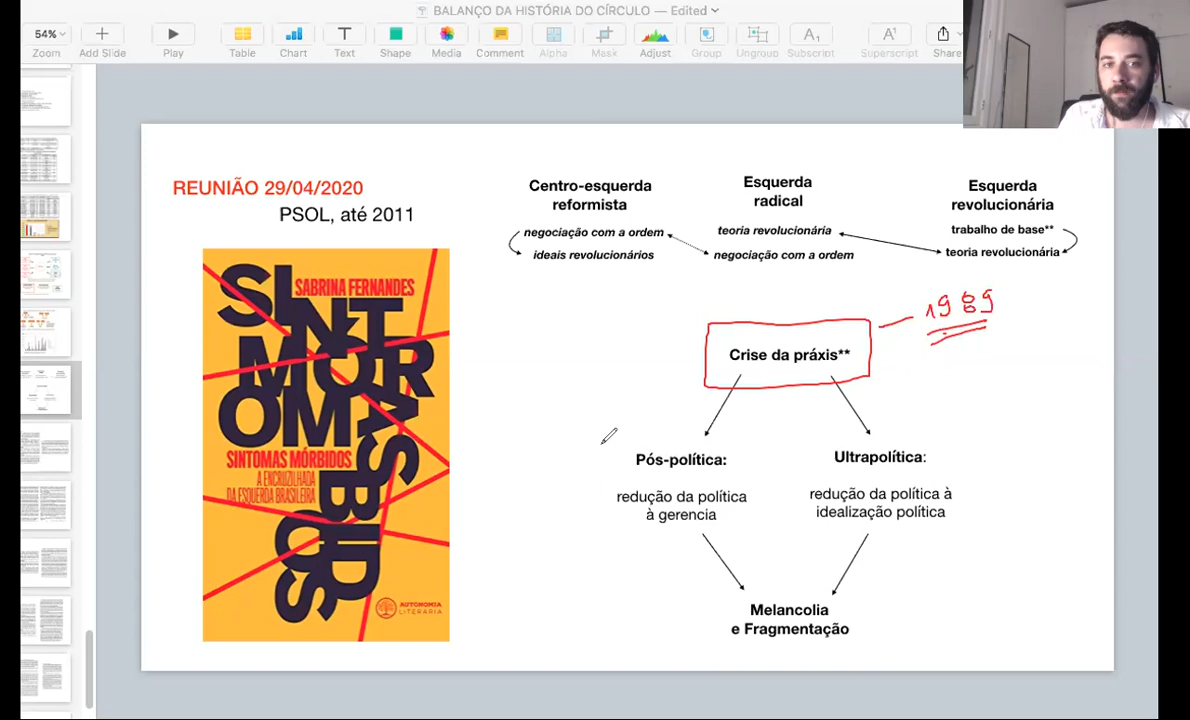 BALANÇO DA HISTÓRIA DO CÍRCULO — Edited
54%
Zoom
Add Slide
Play
Table
Chart
Text
Shape
Media
Comment
Alpha
Mask
Adjust
Group
Ungroup
Subscript
Superscript
Share
REUNIÃO 29/04/2020
PSOL, até 2011
SABRINA FERNANDES
SINTOMAS MÓRBIDOS
SINTOMAS MÓRBIDOS
A ENCRUZILHADA
DA ESQUERDA BRASILEIRA
AUTONOMIA
LITERARIA
Centro-esquerda
reformista
negociação com a ordem
ideais revolucionários
Esquerda
radical
teoria revolucionária
negociação com a ordem
Esquerda
revolucionária
trabalho de base**
teoria revolucionária
1989
Crise da práxis**
Pós-política:
redução da política
à gerencia
Ultrapolítica:
redução da política à
idealização política
Melancolia
e Fragmentação